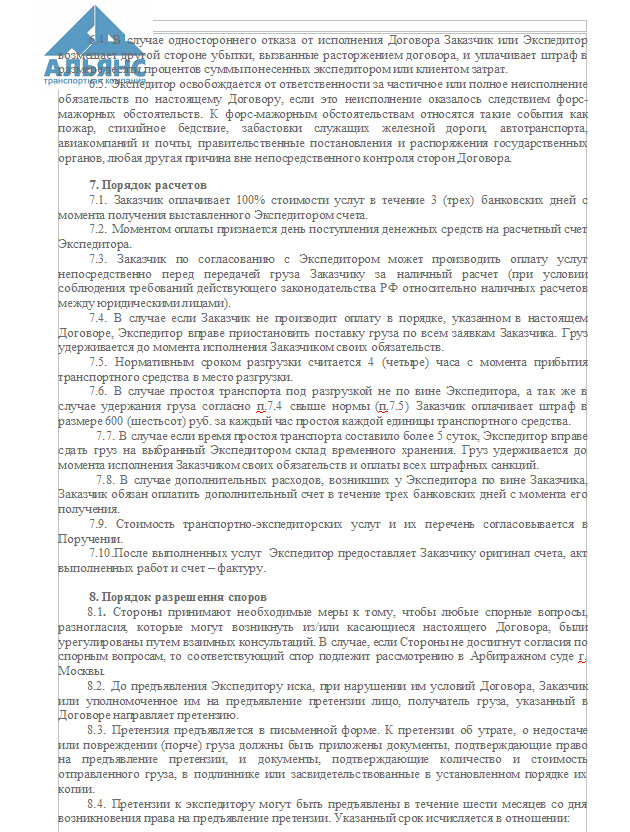 6.4. В случае одностороннего отказа от исполнения Договора Заказчик или Экспедитор
возмещает другой стороне убытки, вызванные расторжением договора, и уплачивает штраф в
размере десяти процентов суммы понесенных экспедитором или клиентом затрат.
АЛЬЯНС
транспортная компания
6.5. Экспедитор освобождается от ответственности за частичное или полное неисполнение
обязательств по настоящему Договору, если это неисполнение оказалось следствием форс-
мажорных обстоятельств. К форс-мажорным обстоятельствам относятся такие события как
пожар, стихийное бедствие, забастовки служащих железной дороги, автотранспорта,
авиакомпаний и почты, правительственные постановления и распоряжения государственных
органов, любая другая причина вне непосредственного контроля сторон Договора.
7. Порядок расчетов
7.1. Заказчик оплачивает 100% стоимости услуг в течение 3 (трех) банковских дней с
момента получения выставленного Экспедитором счета.
7.2. Моментом оплаты признается день поступления денежных средств на расчетный счет
Экспедитора.
7.3. Заказчик по согласованию с Экспедитором может производить оплату услуг
непосредственно перед передачей груза Заказчику за наличный расчет (при условии
соблюдения требований действующего законодательства РФ относительно наличных расчетов
между юридическими лицами).
7.4. В случае если Заказчик не производит оплату в порядке, указанном в настоящем
Договоре, Экспедитор вправе приостановить поставку груза по всем заявкам Заказчика. Груз
удерживается до момента исполнения Заказчиком своих обязательств.
7.5. Нормативным сроком разгрузки считается 4 (четыре) часа с момента прибытия
транспортного средства в место разгрузки.
7.6. В случае простоя транспорта под разгрузкой не по вине Экспедитора, а так же в
случае удержания груза согласно п.7.4 свыше нормы (п.7.5) Заказчик оплачивает штраф в
размере 600 (шестьсот) руб. за каждый час простоя каждой единицы транспортного средства.
7.7. В случае если время простоя транспорта составило более 5 суток, Экспедитор вправе
сдать груз на выбранный Экспедитором склад временного хранения. Груз удерживается до
момента исполнения Заказчиком своих обязательств и оплаты всех штрафных санкций.
7.8. В случае дополнительных расходов, возникших у Экспедитора по вине Заказчика,
Заказчик обязан оплатить дополнительный счет в течение трех банковских дней с момента его
получения.
7.9. Стоимость транспортно-экспедиторских услуг и их перечень согласовывается в
Поручении.
7.10.После выполненных услуг Экспедитор предоставляет Заказчику оригинал счета, акт
выполненных работ и счет – фактуру.
8. Порядок разрешения споров
8.1. Стороны принимают необходимые меры к тому, чтобы любые спорные вопросы,
разногласия, которые могут возникнуть из/или касающиеся настоящего Договора, были
урегулированы путем взаимных консультаций. В случае, если Стороны не достигнут согласия по
спорным вопросам, то соответствующий спор подлежит рассмотрению в Арбитражном суде г.
Москвы.
8.2. До предъявления Экспедитору иска, при нарушении им условий Договора, Заказчик
или уполномоченное им на предъявление претензии лицо, получатель груза, указанный в
Договоре направляет претензию.
8.3. Претензия предъявляется в письменной форме. К претензии об утрате, о недостаче
или повреждении (порче) груза должны быть приложены документы, подтверждающие право
на предъявление претензии, и документы, подтверждающие количество и стоимость
отправленного груза, в подлиннике или засвидетельствованные в установленном порядке их
копии.
8.4. Претензии к экспедитору могут быть предъявлены в течение шести месяцев со дня
возникновения права на предъявление претензии. Указанный срок исчисляется в отношении: